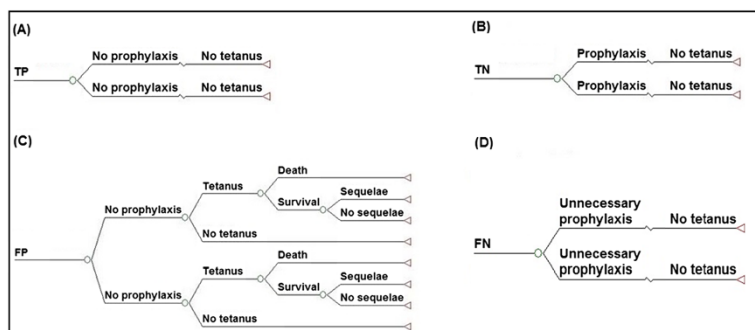 (A)
No prophylaxis No tetanus
TP
No prophylaxis No tetanus
(B)
Prophylaxis No tetanus
TN
Prophylaxis No tetanus
(C)
Death
Tetanus
Sequelae
Survival
No sequelae
No prophylaxis
No tetanus
FP
Death
Tetanus
Sequelae
Survival
No sequelae
No prophylaxis
No tetanus
(D)
Unnecessary
prophylaxis No tetanus
FN
Unnecessary
prophylaxis No tetanus